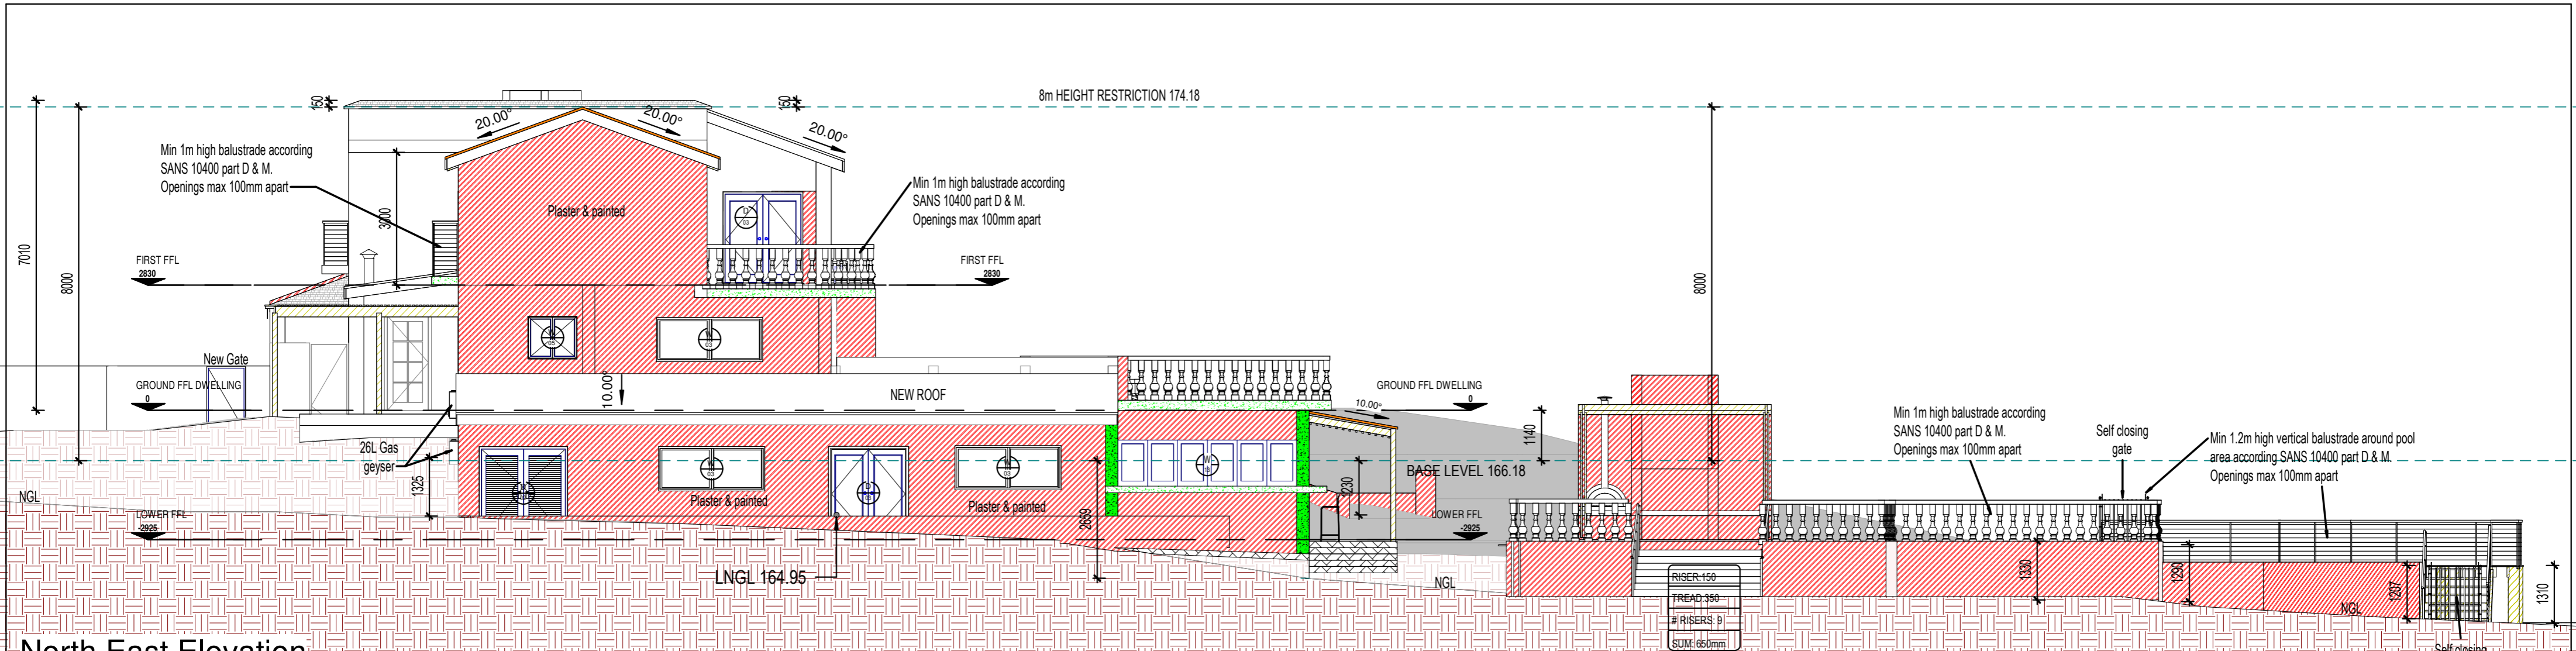 8m HEIGHT RESTRICTION 174.18
150
150
20.00°
20.00°
20.00°
Min 1m high balustrade according
SANS 10400 part D & M.
Openings max 100mm apart
Min 1m high balustrade according
SANS 10400 part D & M.
Openings max 100mm apart
Plaster & painted
3000
7010
8000
8000
FIRST FFL
2830
FIRST FFL
2830
03
03
New Gate
GROUND FFL DWELLING
0
10.00°
NEW ROOF
GROUND FFL DWELLING
0
10.00°
1140
26L Gas
geyser
1325
03
03
Plaster & painted
Plaster & painted
W
2659
1230
BASE LEVEL 166.18
Min 1m high balustrade according
SANS 10400 part D & M.
Openings max 100mm apart
Self closing
gate
Min 1.2m high vertical balustrade around pool
area according SANS 10400 part D & M.
Openings max 100mm apart
NGL
LOWER FFL
-2925
LOWER FFL
-2925
LNGL 164.95
NGL
RISER:150
TREAD:350
# RISERS: 9
SUM: 650mm
1330
1290
1207
1310
NGL
North East Elevation
Self closing